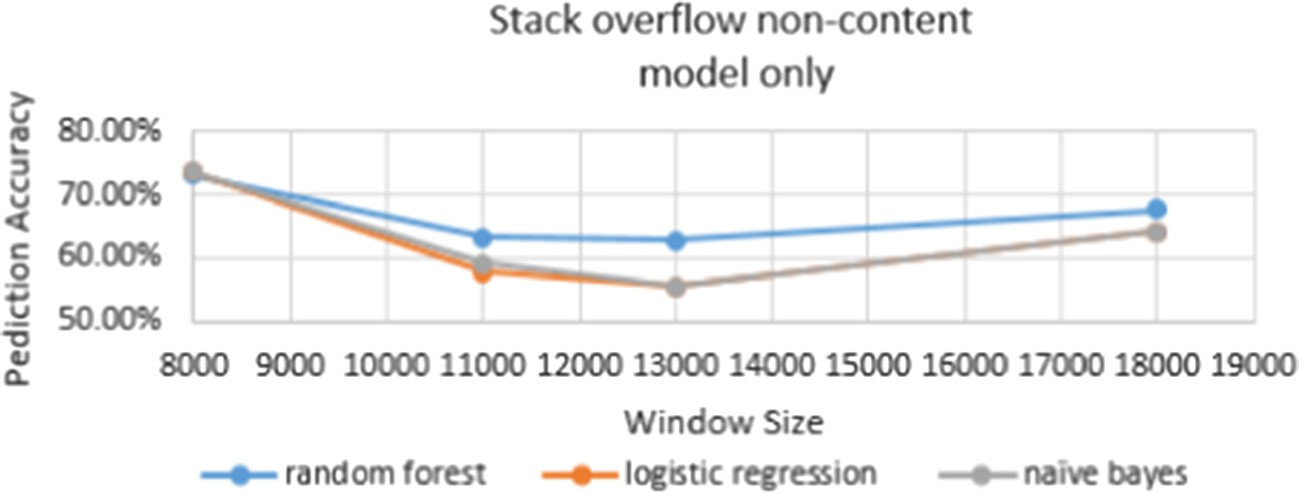 Stack overflow non-content
model only
Pediction Accuracy
80.00%
70.00%
60.00%
50.00%
8000 9000 10000 11000 12000 13000 14000 15000 16000 17000 18000 19000
Window Size
random forest logistic regression naïve bayes